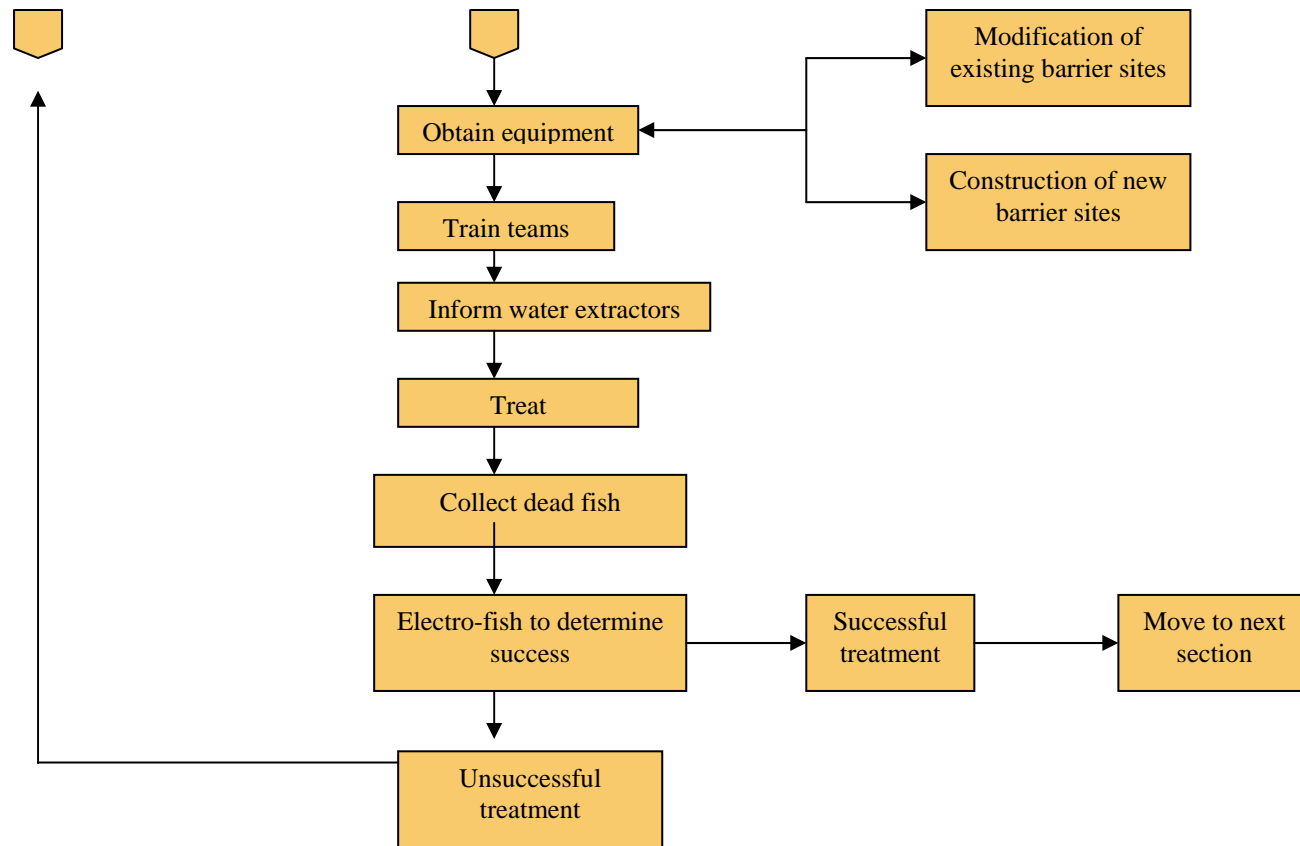 Modification of
existing barrier sites
Obtain equipment
Construction of new
barrier sites
Train teams
Inform water extractors
Treat
Collect dead fish
Electro-fish to determine
success
Successful
treatment
Move to next
section
Unsuccessful
treatment